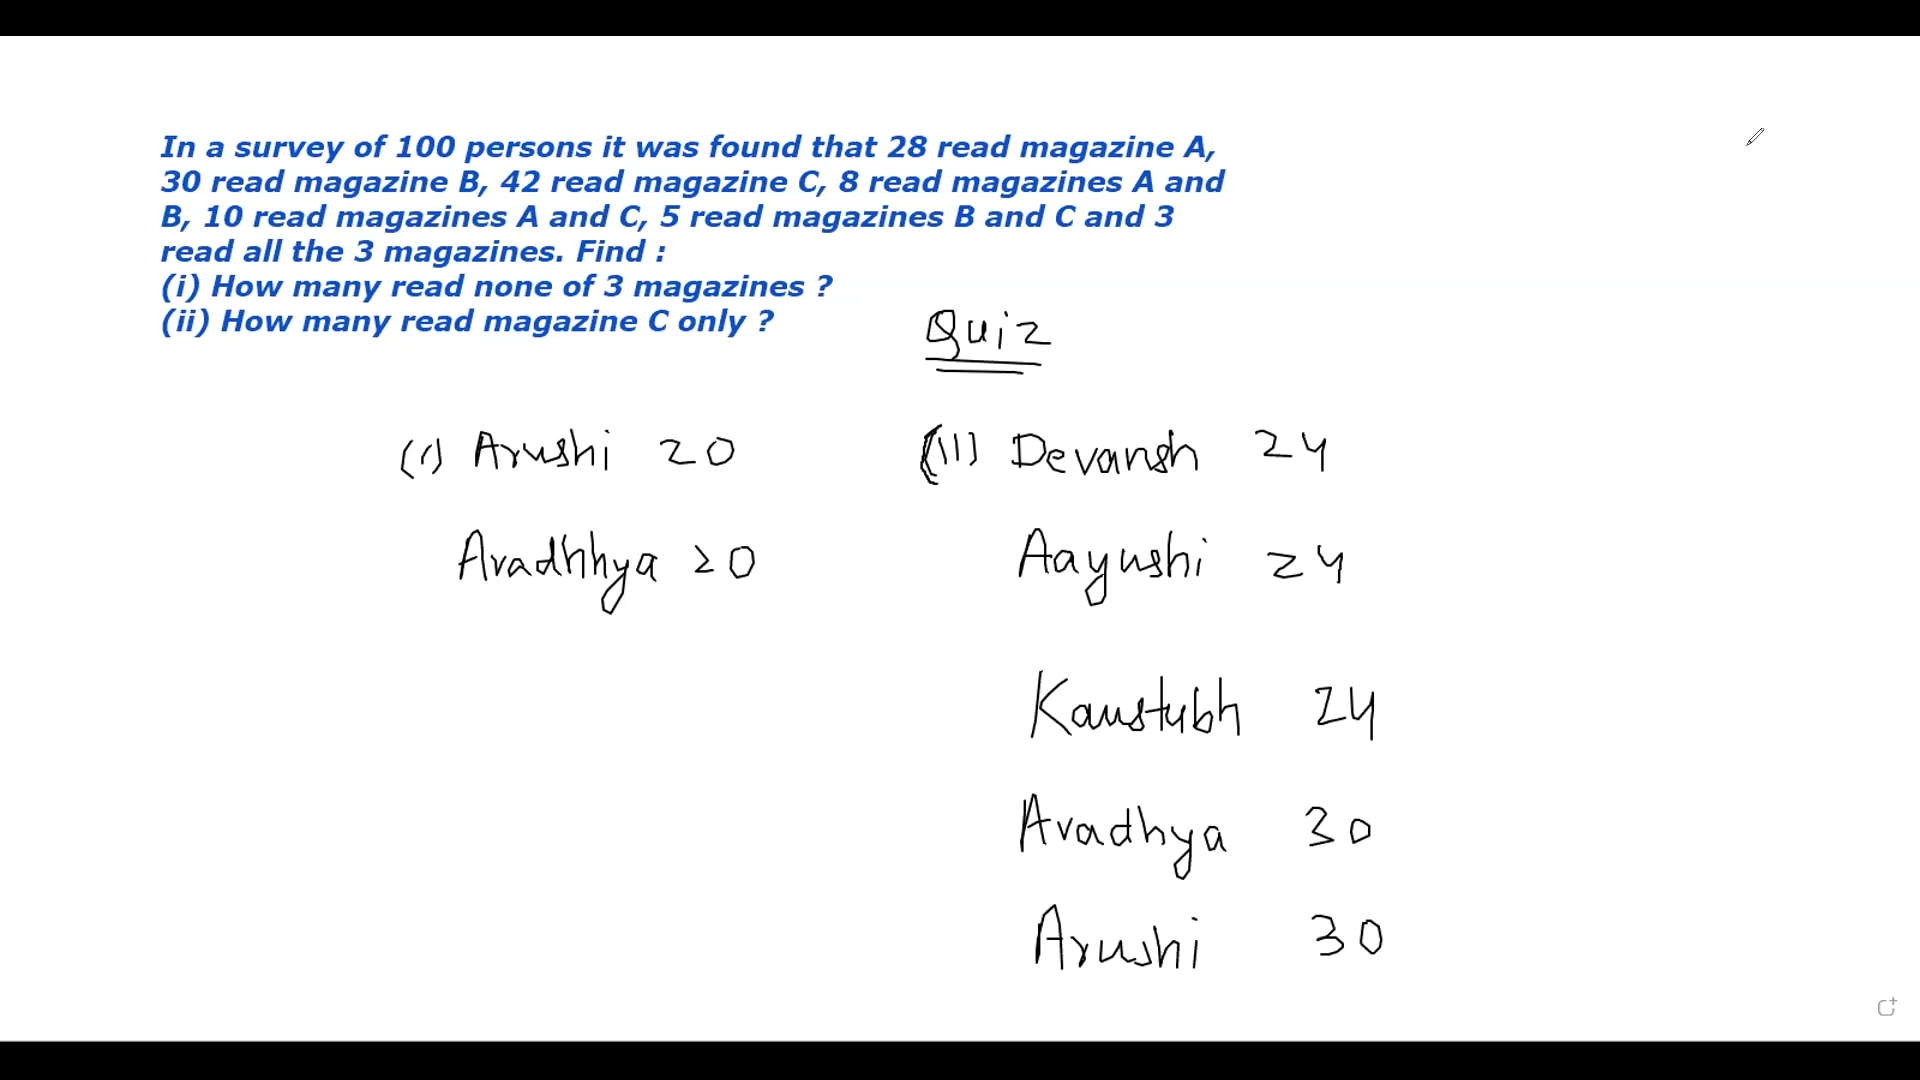 In a survey of 100 persons it was found that 28 read magazine A,
30 read magazine B, 42 read magazine C, 8 read magazines A and
B, 10 read magazines A and C, 5 read magazines B and C and 3
read all the 3 magazines. Find :
(i) How many read none of 3 magazines ?
(ii) How many read magazine C only ?
Quiz
(i) Arushi 20
Aradhhya 20
(ii) Devansh 24
Aayushi 24
Kaustubh 24
Aradhya 30
Arushi 30